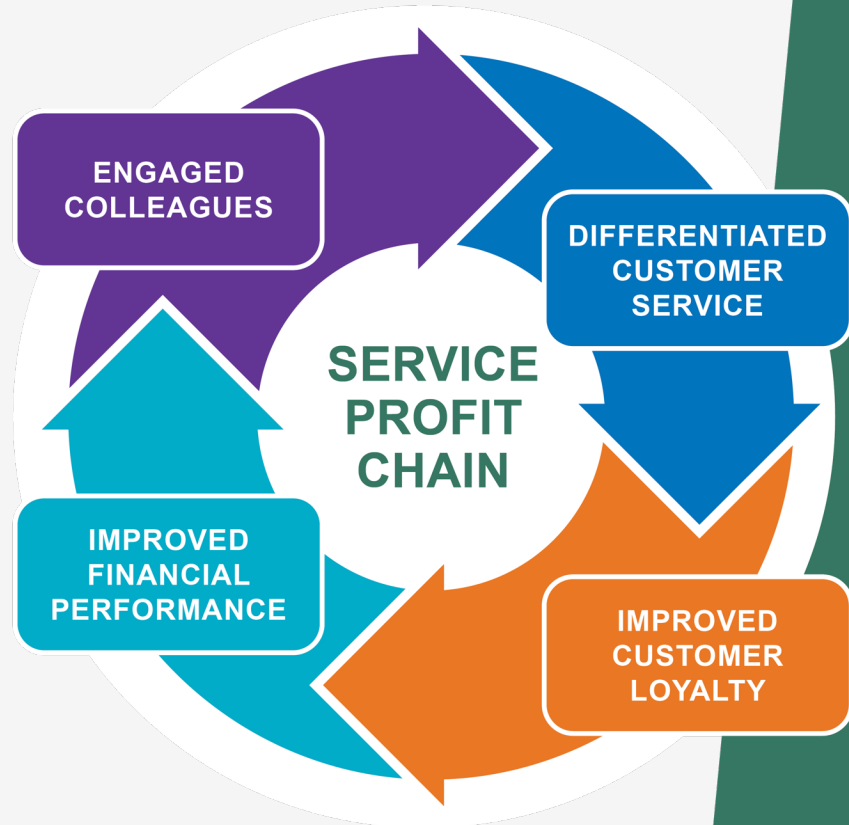 ENGAGED
COLLEAGUES
DIFFERENTIATED
CUSTOMER
SERVICE
SERVICE
PROFIT
CHAIN
IMPROVED
FINANCIAL
PERFORMANCE
IMPROVED
CUSTOMER
LOYALTY